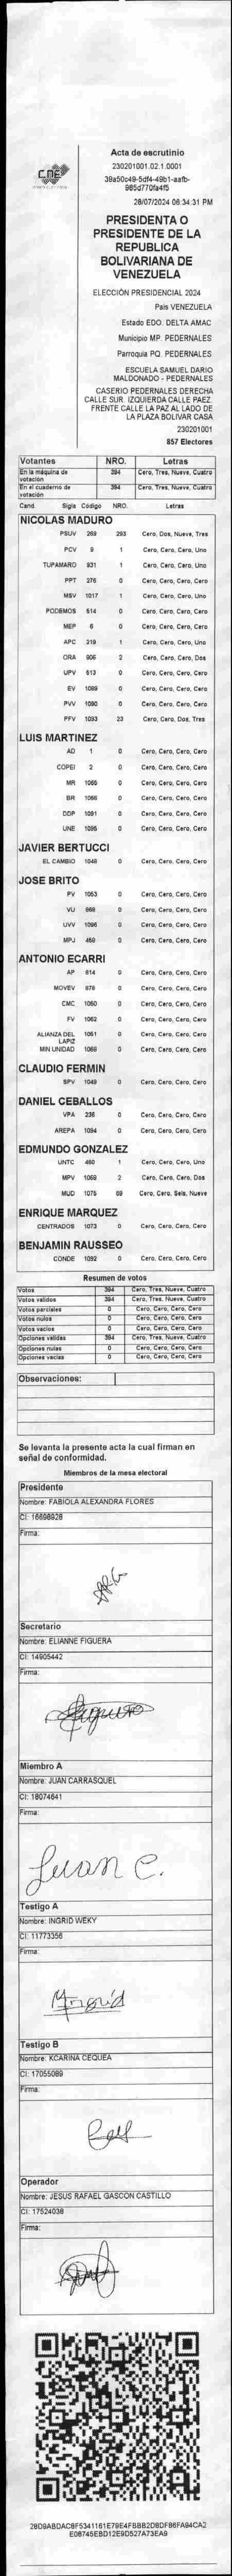 CNE
Acta de escrutinio
230201001.02.1.0001
39a50c49-5df4-49b1-aafb-
985d770fa4f5
28/07/2024 06:34:31 PM
PRESIDENTA O
PRESIDENTE DE LA
REPUBLICA
BOLIVARIANA DE
VENEZUELA
ELECCIÓN PRESIDENCIAL 2024
Pais VENEZUELA
Estado EDO. DELTA AMAC
Municipio MP. PEDERNALES
Parroquia PQ. PEDERNALES
ESCUELA SAMUEL DARIO
MALDONADO - PEDERNALES
CASERIO PEDERNALES DERECHA
CALLE SUR. IZQUIERDA CALLE PAEZ.
FRENTE CALLE LA PAZ AL LADO DE
LA PLAZA BOLIVAR CASA
230201001
857 Electores
Votantes NRO. Letras
En la máquina de votación 394 Cero, Tres, Nueve, Cuatro
En el cuaderno de votación 394 Cero, Tres, Nueve, Cuatro
Cand. Sigla Código NRO. Letras
NICOLAS MADURO
PSUV 269 293 Cero, Dos, Nueve, Tres
PCV 9 1 Cero, Cero, Cero, Uno
TUPAMARO 931 1 Cero, Cero, Cero, Uno
PPT 276 0 Cero, Cero, Cero, Cero
MSV 1017 1 Cero, Cero, Cero, Uno
PODEMOS 514 0 Cero, Cero, Cero, Cero
MEP 6 0 Cero, Cero, Cero, Cero
APC 219 1 Cero, Cero, Cero, Uno
ORA 906 2 Cero, Cero, Cero, Dos
UPV 613 0 Cero, Cero, Cero, Cero
EV 1089 0 Cero, Cero, Cero, Cero
PVV 1090 0 Cero, Cero, Cero, Cero
PFV 1093 23 Cero, Cero, Dos, Tres
LUIS MARTINEZ
AD 1 0 Cero, Cero, Cero, Cero
COPEI 2 0 Cero, Cero, Cero, Cero
MR 1065 0 Cero, Cero, Cero, Cero
BR 1066 0 Cero, Cero, Cero, Cero
DDP 1091 0 Cero, Cero, Cero, Cero
UNE 1095 0 Cero, Cero, Cero, Cero
JAVIER BERTUCCI
EL CAMBIO 1048 0 Cero, Cero, Cero, Cero
JOSE BRITO
PV 1053 0 Cero, Cero, Cero, Cero
VU 868 0 Cero, Cero, Cero, Cero
UVV 1096 0 Cero, Cero, Cero, Cero
MPJ 459 0 Cero, Cero, Cero, Cero
ANTONIO ECARRI
AP 614 0 Cero, Cero, Cero, Cero
MOVEV 878 0 Cero, Cero, Cero, Cero
CMC 1050 0 Cero, Cero, Cero, Cero
FV 1062 0 Cero, Cero, Cero, Cero
ALIANZA DEL LAPIZ 1061 0 Cero, Cero, Cero, Cero
MIN UNIDAD 1068 0 Cero, Cero, Cero, Cero
CLAUDIO FERMIN
SPV 1049 0 Cero, Cero, Cero, Cero
DANIEL CEBALLOS
VPA 236 0 Cero, Cero, Cero, Cero
AREPA 1094 0 Cero, Cero, Cero, Cero
EDMUNDO GONZALEZ
UNTC 460 1 Cero, Cero, Cero, Uno
MPV 1069 2 Cero, Cero, Cero, Dos
MUD 1075 69 Cero, Cero, Seis, Nueve
ENRIQUE MARQUEZ
CENTRADOS 1073 0 Cero, Cero, Cero, Cero
BENJAMIN RAUSSEO
CONDE 1092 0 Cero, Cero, Cero, Cero
Resumen de votos
Votos 394 Cero, Tres, Nueve, Cuatro
Votos validos 394 Cero, Tres, Nueve, Cuatro
Votos parciales 0 Cero, Cero, Cero, Cero
Votos nulos 0 Cero, Cero, Cero, Cero
Votos vacios 0 Cero, Cero, Cero, Cero
Opciones validas 394 Cero, Tres, Nueve, Cuatro
Opciones nulas 0 Cero, Cero, Cero, Cero
Opciones vacias 0 Cero, Cero, Cero, Cero
Observaciones:
Se levanta la presente acta la cual firman en
señal de conformidad.
Miembros de la mesa electoral
Presidente
Nombre: FABIOLA ALEXANDRA FLORES
CI: 16698928
Firma:
Secretario
Nombre: ELIANNE FIGUERA
CI: 14905442
Firma:
Figuera
Miembro A
Nombre: JUAN CARRASQUEL
CI: 18074641
Firma:
Juan C.
Testigo A
Nombre: INGRID WEKY
CI: 11773356
Firma:
Ingrid
Testigo B
Nombre: KCARINA CEQUEA
CI: 17055089
Firma:
Operador
Nombre: JESUS RAFAEL GASCON CASTILLO
CI: 17524038
Firma:
28D9ABDAC8F5341161E79E4FBBB2D8DF86FA94CA2
E08745EBD12E9D527A73EA9